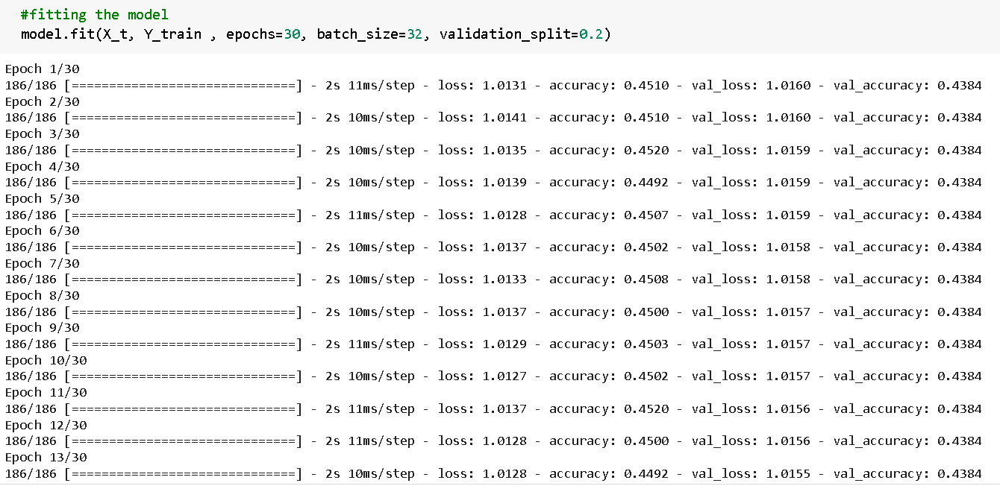 #fitting the model
model.fit(X_t, Y_train , epochs=30, batch_size=32, validation_split=0.2)
Epoch 1/30
186/186 [==============================] - 2s 11ms/step - loss: 1.0131 - accuracy: 0.4510 - val_loss: 1.0160 - val_accuracy: 0.4384
Epoch 2/30
186/186 [==============================] - 2s 10ms/step - loss: 1.0141 - accuracy: 0.4510 - val_loss: 1.0160 - val_accuracy: 0.4384
Epoch 3/30
186/186 [==============================] - 2s 10ms/step - loss: 1.0135 - accuracy: 0.4520 - val_loss: 1.0159 - val_accuracy: 0.4384
Epoch 4/30
186/186 [==============================] - 2s 10ms/step - loss: 1.0139 - accuracy: 0.4492 - val_loss: 1.0159 - val_accuracy: 0.4384
Epoch 5/30
186/186 [==============================] - 2s 11ms/step - loss: 1.0128 - accuracy: 0.4507 - val_loss: 1.0159 - val_accuracy: 0.4384
Epoch 6/30
186/186 [==============================] - 2s 10ms/step - loss: 1.0137 - accuracy: 0.4502 - val_loss: 1.0158 - val_accuracy: 0.4384
Epoch 7/30
186/186 [==============================] - 2s 10ms/step - loss: 1.0133 - accuracy: 0.4508 - val_loss: 1.0158 - val_accuracy: 0.4384
Epoch 8/30
186/186 [==============================] - 2s 10ms/step - loss: 1.0137 - accuracy: 0.4500 - val_loss: 1.0157 - val_accuracy: 0.4384
Epoch 9/30
186/186 [==============================] - 2s 11ms/step - loss: 1.0129 - accuracy: 0.4503 - val_loss: 1.0157 - val_accuracy: 0.4384
Epoch 10/30
186/186 [==============================] - 2s 10ms/step - loss: 1.0127 - accuracy: 0.4502 - val_loss: 1.0157 - val_accuracy: 0.4384
Epoch 11/30
186/186 [==============================] - 2s 11ms/step - loss: 1.0137 - accuracy: 0.4520 - val_loss: 1.0156 - val_accuracy: 0.4384
Epoch 12/30
186/186 [==============================] - 2s 11ms/step - loss: 1.0128 - accuracy: 0.4500 - val_loss: 1.0156 - val_accuracy: 0.4384
Epoch 13/30
186/186 [==============================] - 2s 10ms/step - loss: 1.0128 - accuracy: 0.4492 - val_loss: 1.0155 - val_accuracy: 0.4384